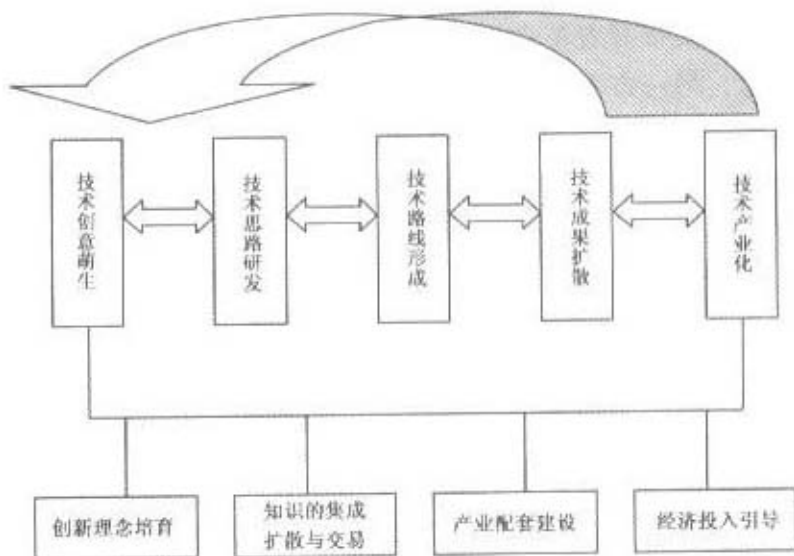 技术创意萌生
技术思路研发
技术路线形成
技术成果扩散
技术产业化
创新理念培育
知识的集成
扩散与交易
产业配套建设
经济投入引导